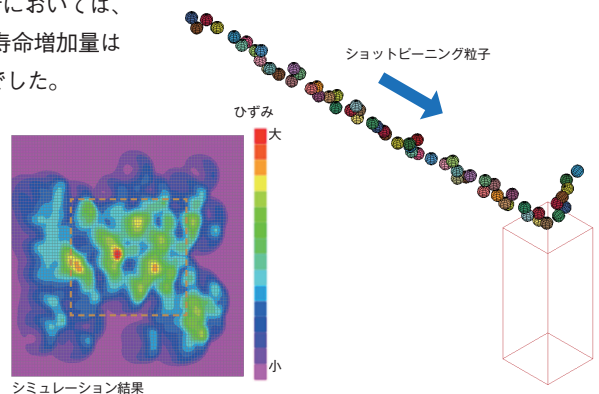 においては、
寿命増加量は
でした。
ショットピーニング粒子
ひずみ
大
小
シミュレーション結果